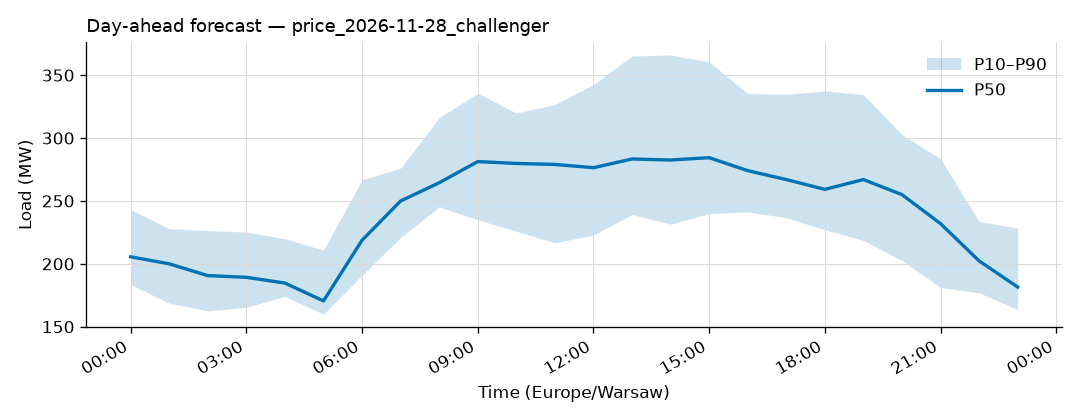 Day-ahead forecast — price_2026-11-28_challenger
P10–P90
P50
Load (MW)
350
300
250
200
150
00:00
03:00
06:00
09:00
12:00
15:00
18:00
21:00
00:00
Time (Europe/Warsaw)